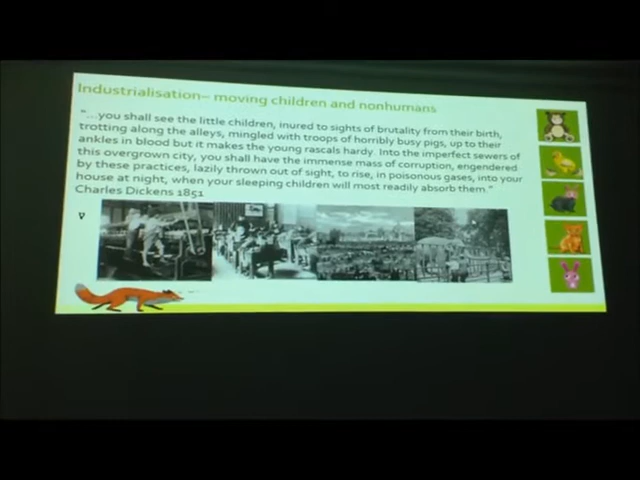 Industrialisation– moving children and nonhumans
"...you shall see the little children, inured to sights of brutality from their birth,
trotting along the alleys, mingled with troops of horribly busy pigs, up to their
ankles in blood but it makes the young rascals hardy. Into the imperfect sewers of
this overgrown city, you shall have the immense mass of corruption, engendered
by these practices, lazily thrown out of sight, to rise, in poisonous gases, into your
house at night, when your sleeping children will most readily absorb them."
Charles Dickens 1851